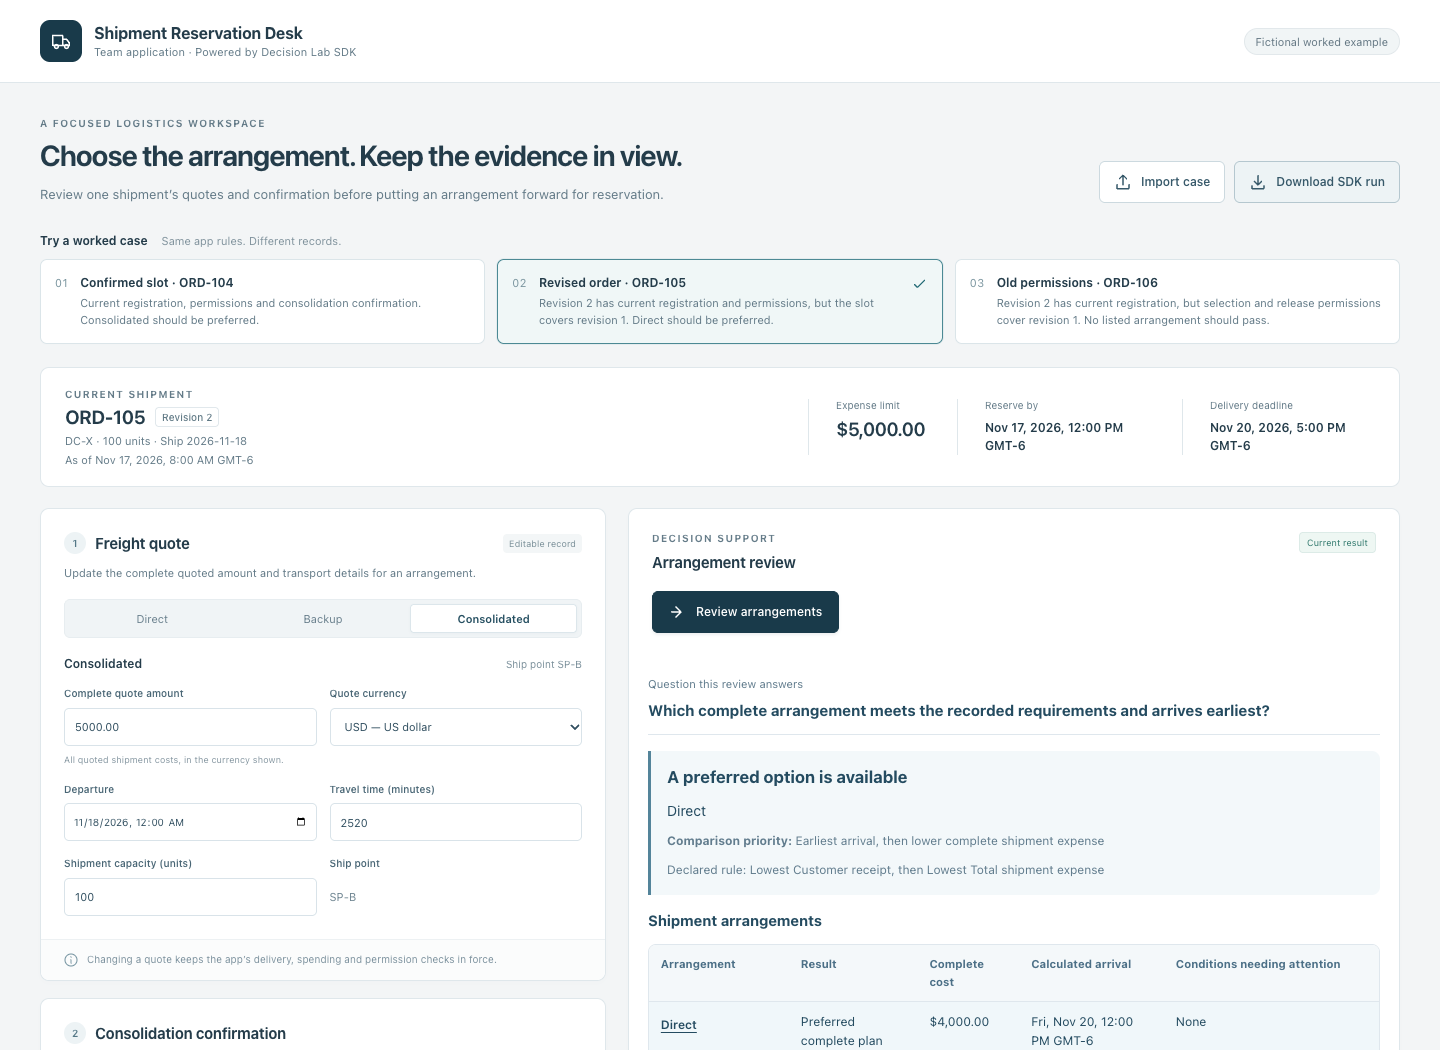 Shipment Reservation Desk
Team application · Powered by Decision Lab SDK
Fictional worked example
A FOCUSED LOGISTICS WORKSPACE
Choose the arrangement. Keep the evidence in view.
Review one shipment's quotes and confirmation before putting an arrangement forward for reservation.
Import case
Download SDK run
Try a worked case
Same app rules. Different records.
01
Confirmed slot · ORD-104
Current registration, permissions and consolidation confirmation.
Consolidated should be preferred.
02
Revised order · ORD-105
Revision 2 has current registration and permissions, but the slot
covers revision 1. Direct should be preferred.
03
Old permissions · ORD-106
Revision 2 has current registration, but selection and release permissions
cover revision 1. No listed arrangement should pass.
CURRENT SHIPMENT
ORD-105
Revision 2
DC-X · 100 units · Ship 2026-11-18
As of Nov 17, 2026, 8:00 AM GMT-6
Expense limit
$5,000.00
Reserve by
Nov 17, 2026, 12:00 PM
GMT-6
Delivery deadline
Nov 20, 2026, 5:00 PM
GMT-6
1
Freight quote
Editable record
Update the complete quoted amount and transport details for an arrangement.
Direct
Backup
Consolidated
Consolidated
Ship point SP-B
Complete quote amount
Quote currency
5000.00
USD — US dollar
All quoted shipment costs, in the currency shown.
Departure
Travel time (minutes)
11/18/2026, 12:00 AM
2520
Shipment capacity (units)
Ship point
100
SP-B
Changing a quote keeps the app's delivery, spending and permission checks in force.
2
Consolidation confirmation
DECISION SUPPORT
Arrangement review
Current result
Review arrangements
Question this review answers
Which complete arrangement meets the recorded requirements and arrives earliest?
A preferred option is available
Direct
Comparison priority: Earliest arrival, then lower complete shipment expense
Declared rule: Lowest Customer receipt, then Lowest Total shipment expense
Shipment arrangements
Arrangement
Result
Complete
cost
Calculated arrival
Conditions needing attention
Direct
Preferred
complete plan
$4,000.00
Fri, Nov 20, 12:00
PM GMT-6
None